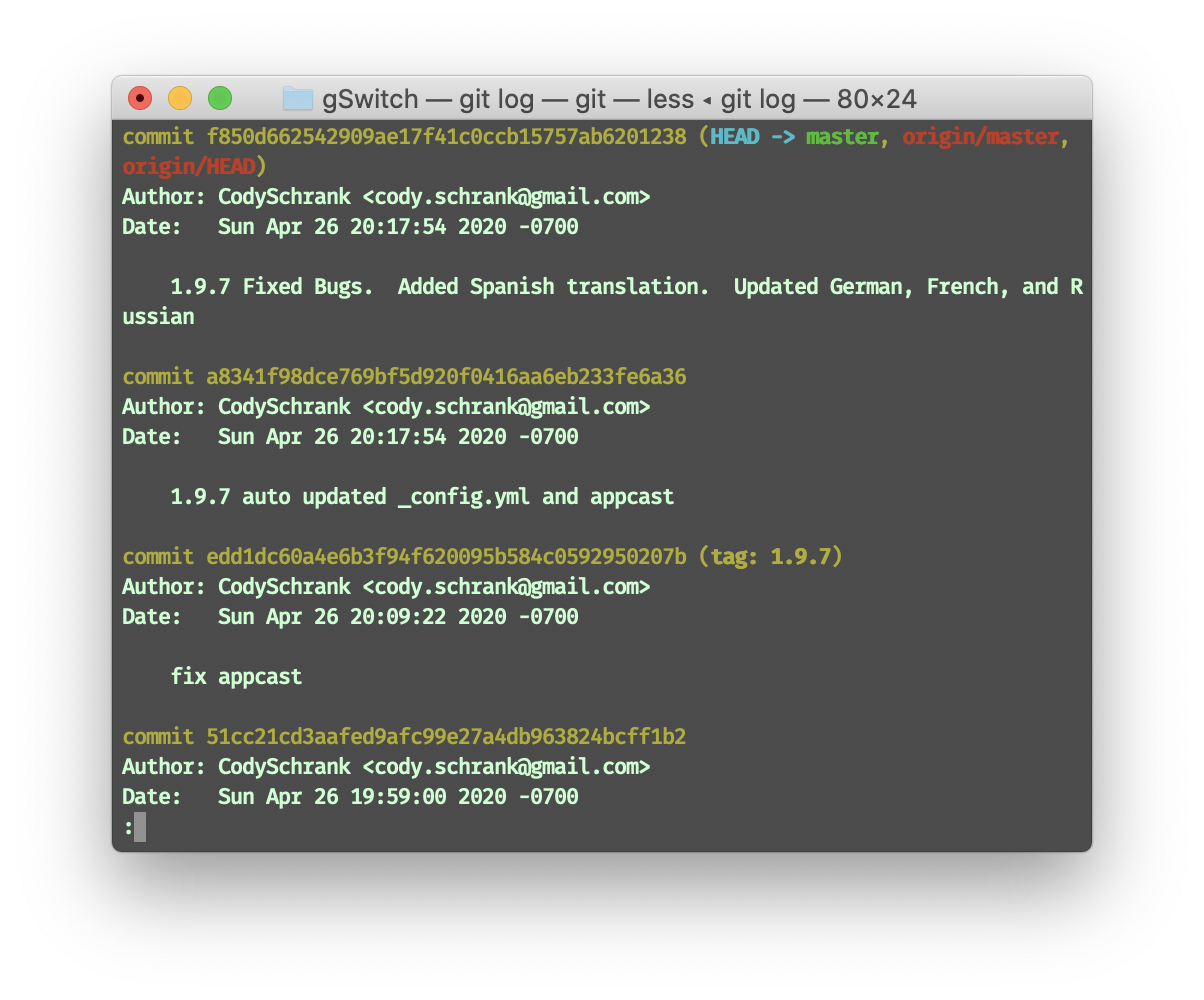 gSwitch — git log — git — less ◂ git log — 80×24
commit f850d662542909ae17f41c0ccb15757ab6201238 (HEAD -> master, origin/master,
origin/HEAD)
Author: CodySchrank <cody.schrank@gmail.com>
Date:   Sun Apr 26 20:17:54 2020 -0700
    1.9.7 Fixed Bugs.  Added Spanish translation.  Updated German, French, and R
ussian
commit a8341f98dce769bf5d920f0416aa6eb233fe6a36
Author: CodySchrank <cody.schrank@gmail.com>
Date:   Sun Apr 26 20:17:54 2020 -0700
    1.9.7 auto updated _config.yml and appcast
commit edd1dc60a4e6b3f94f620095b584c0592950207b (tag: 1.9.7)
Author: CodySchrank <cody.schrank@gmail.com>
Date:   Sun Apr 26 20:09:22 2020 -0700
    fix appcast
commit 51cc21cd3aafed9afc99e27a4db963824bcff1b2
Author: CodySchrank <cody.schrank@gmail.com>
Date:   Sun Apr 26 19:59:00 2020 -0700
: